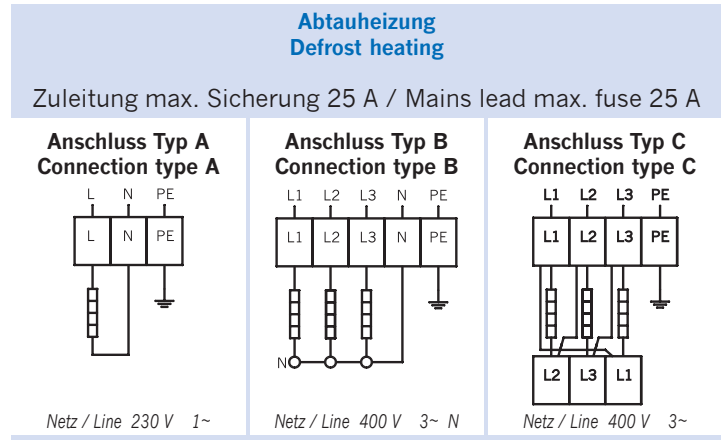 Abtauheizung
Defrost heating
Zuleitung max. Sicherung 25 A / Mains lead max. fuse 25 A
Anschluss Typ A
Connection type A
L N PE
L N PE
Netz / Line 230 V 1~
Anschluss Typ B
Connection type B
L1 L2 L3 N PE
L1 L2 L3 N PE
N
Netz / Line 400 V 3~ N
Anschluss Typ C
Connection type C
L1 L2 L3 PE
L1 L2 L3 PE
L2 L3 L1
Netz / Line 400 V 3~